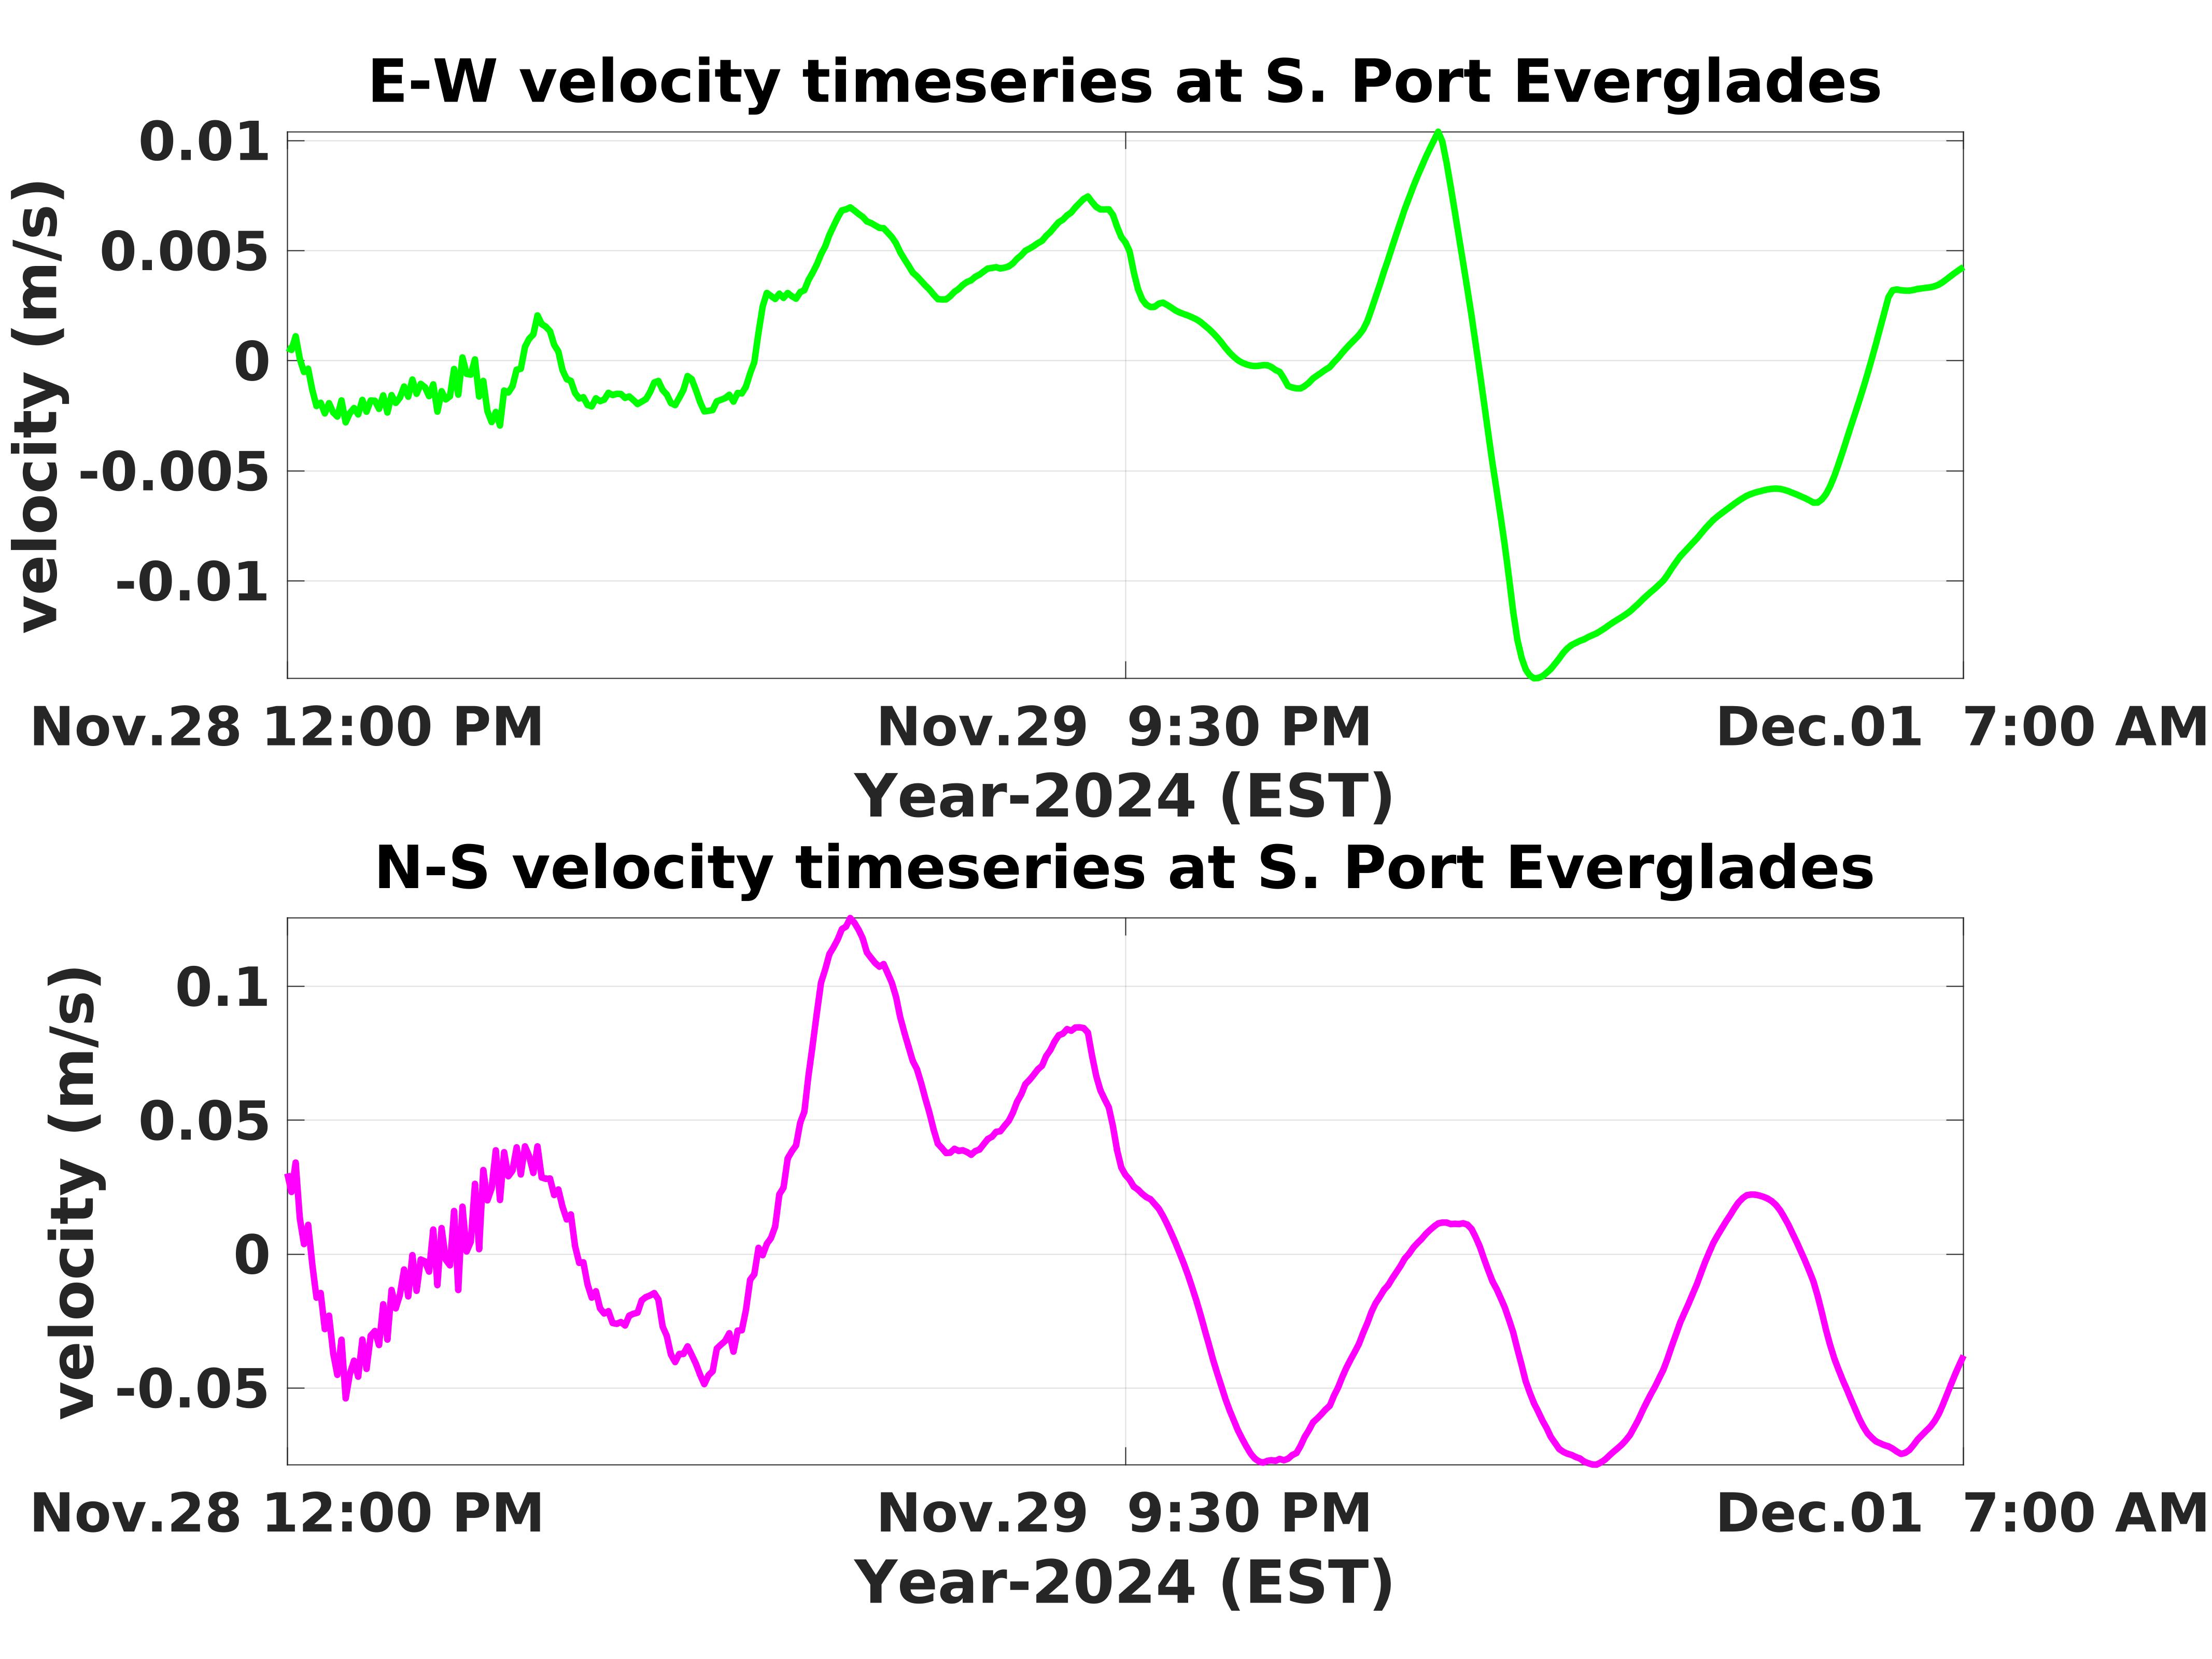 E-W velocity timeseries at S. Port Everglades
velocity (m/s)
0.01
0.005
0
-0.005
-0.01
Nov.28 12:00 PM
Nov.29  9:30 PM
Dec.01  7:00 AM
Year-2024 (EST)
N-S velocity timeseries at S. Port Everglades
velocity (m/s)
0.1
0.05
0
-0.05
Nov.28 12:00 PM
Nov.29  9:30 PM
Dec.01  7:00 AM
Year-2024 (EST)